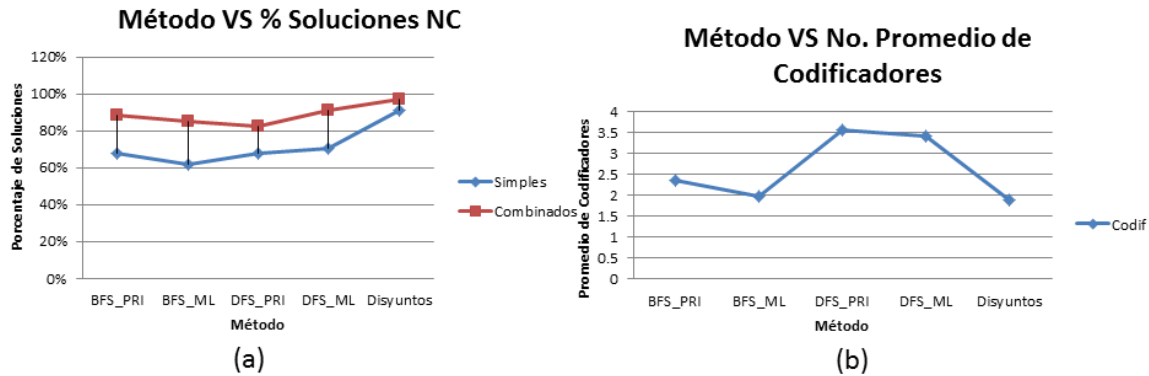 Método VS % Soluciones NC
120%
100%
80%
60%
40%
20%
0%
Porcentaje de Soluciones
BFS_PRI BFS_ML DFS_PRI DFS_ML Disyuntos
Método
Simples
Combinados
(a)
Método VS No. Promedio de
Codificadores
4
3.5
3
2.5
2
1.5
1
0.5
0
Promedio de Codificadores
BFS_PRI BFS_ML DFS_PRI DFS_ML Disyuntos
Método
Codif
(b)